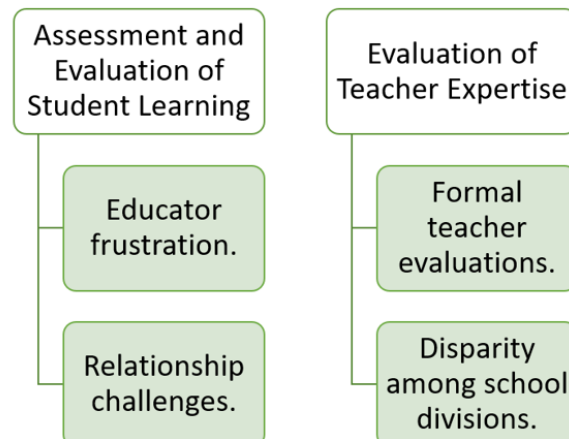 Assessment and
Evaluation of
Student Learning
Educator
frustration.
Relationship
challenges.
Evaluation of
Teacher Expertise
Formal
teacher
evaluations.
Disparity
among school
divisions.